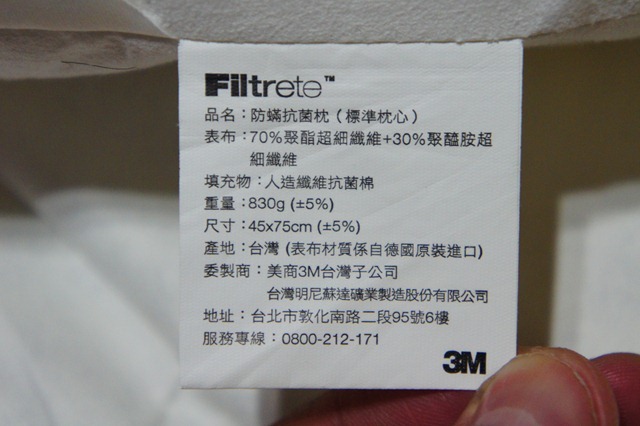 Filtrete™
品名：防蟎抗菌枕（標準枕心）
表布：70%聚酯超細纖維+30%聚醯胺超
細纖維
填充物：人造纖維抗菌棉
重量：830g (±5%)
尺寸：45x75cm (±5%)
產地：台灣 (表布材質係自德國原裝進口)
委製商：美商3M台灣子公司
台灣明尼蘇達礦業製造股份有限公司
地址：台北市敦化南路二段95號6樓
服務專線：0800-212-171
3M